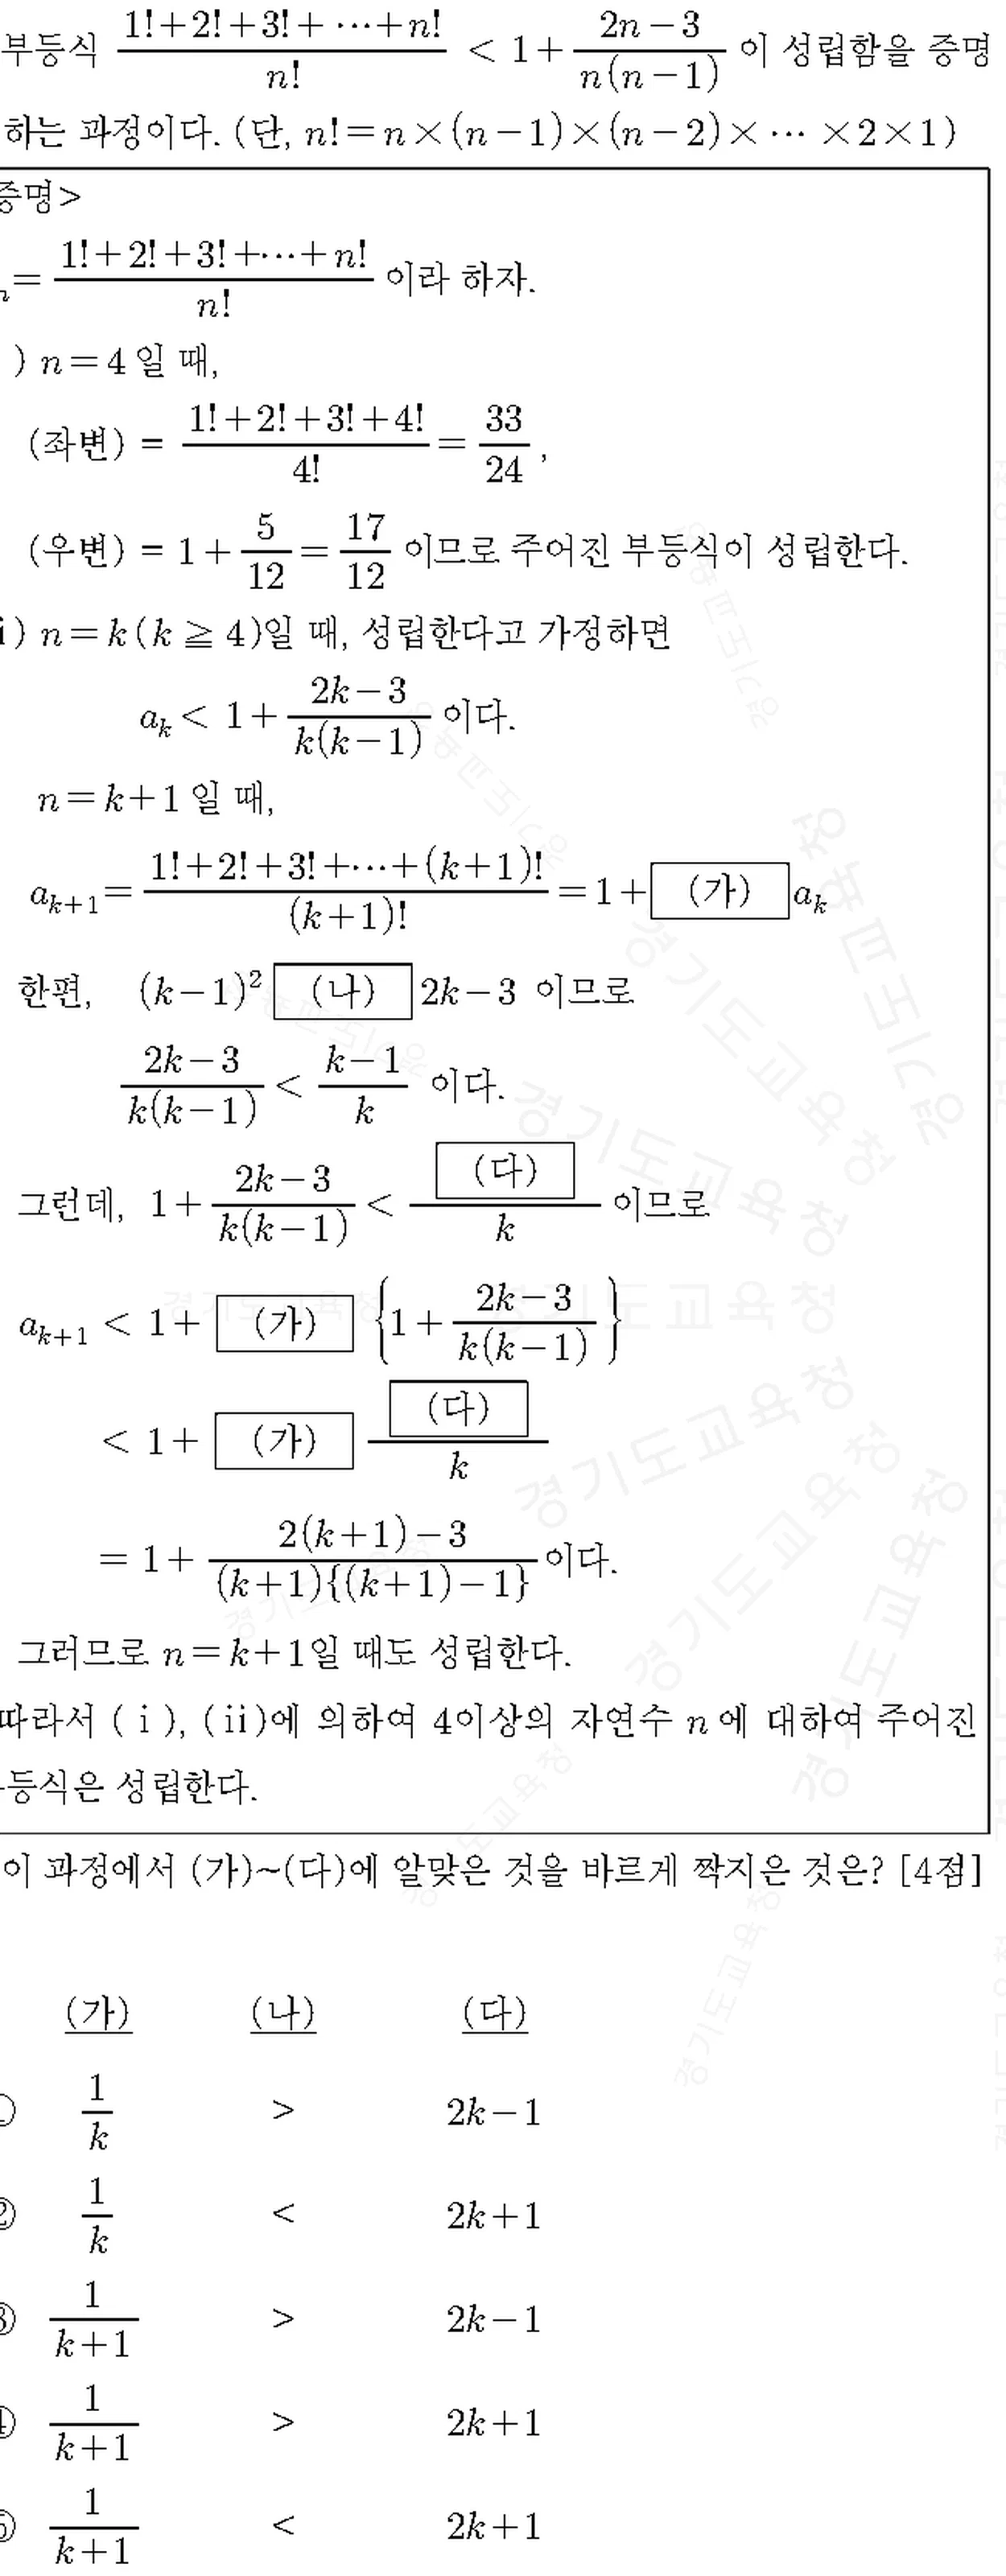 부등식 (1!+2!+3!+ ⋯+n!)/n! < 1+(2n-3)/(n(n-1)) 이 성립함을 증명
하는 과정이다. (단, n!=n×(n-1)×(n-2)× ⋯ ×2×1)
증명>
n=(1!+2!+3!+⋯+n!)/n! 이라 하자.
) n=4일 때,
(좌변) = (1!+2!+3!+4!)/4! = 33/24 ,
(우변) = 1+5/12=17/12 이므로 주어진 부등식이 성립한다.
i) n=k(k ≧ 4)일 때, 성립한다고 가정하면
a_k < 1+(2k-3)/(k(k-1)) 이다.
n=k+1일 때,
a_{k+1}=(1!+2!+3!+⋯+(k+1)!)/(k+1)! =1+ (가) a_k
한편, (k-1)² (나) 2k-3 이므로
(2k-3)/(k(k-1)) < (k-1)/k 이다.
그런데, 1+(2k-3)/(k(k-1)) < (다)/k 이므로
a_{k+1} < 1+ (가) {1+(2k-3)/(k(k-1))}
< 1+ (가) (다)/k
= 1+ (2(k+1)-3)/((k+1){(k+1)-1}) 이다.
그러므로 n=k+1일 때도 성립한다.
따라서 (ⅰ), (ⅱ)에 의하여 4이상의 자연수 n에 대하여 주어진
등식은 성립한다.
이 과정에서 (가)~(다)에 알맞은 것을 바르게 짝지은 것은? [4점]
(가) (나) (다)
① 1/k > 2k-1
② 1/k < 2k+1
③ 1/(k+1) > 2k-1
④ 1/(k+1) > 2k+1
⑤ 1/(k+1) < 2k+1
경기도교육청